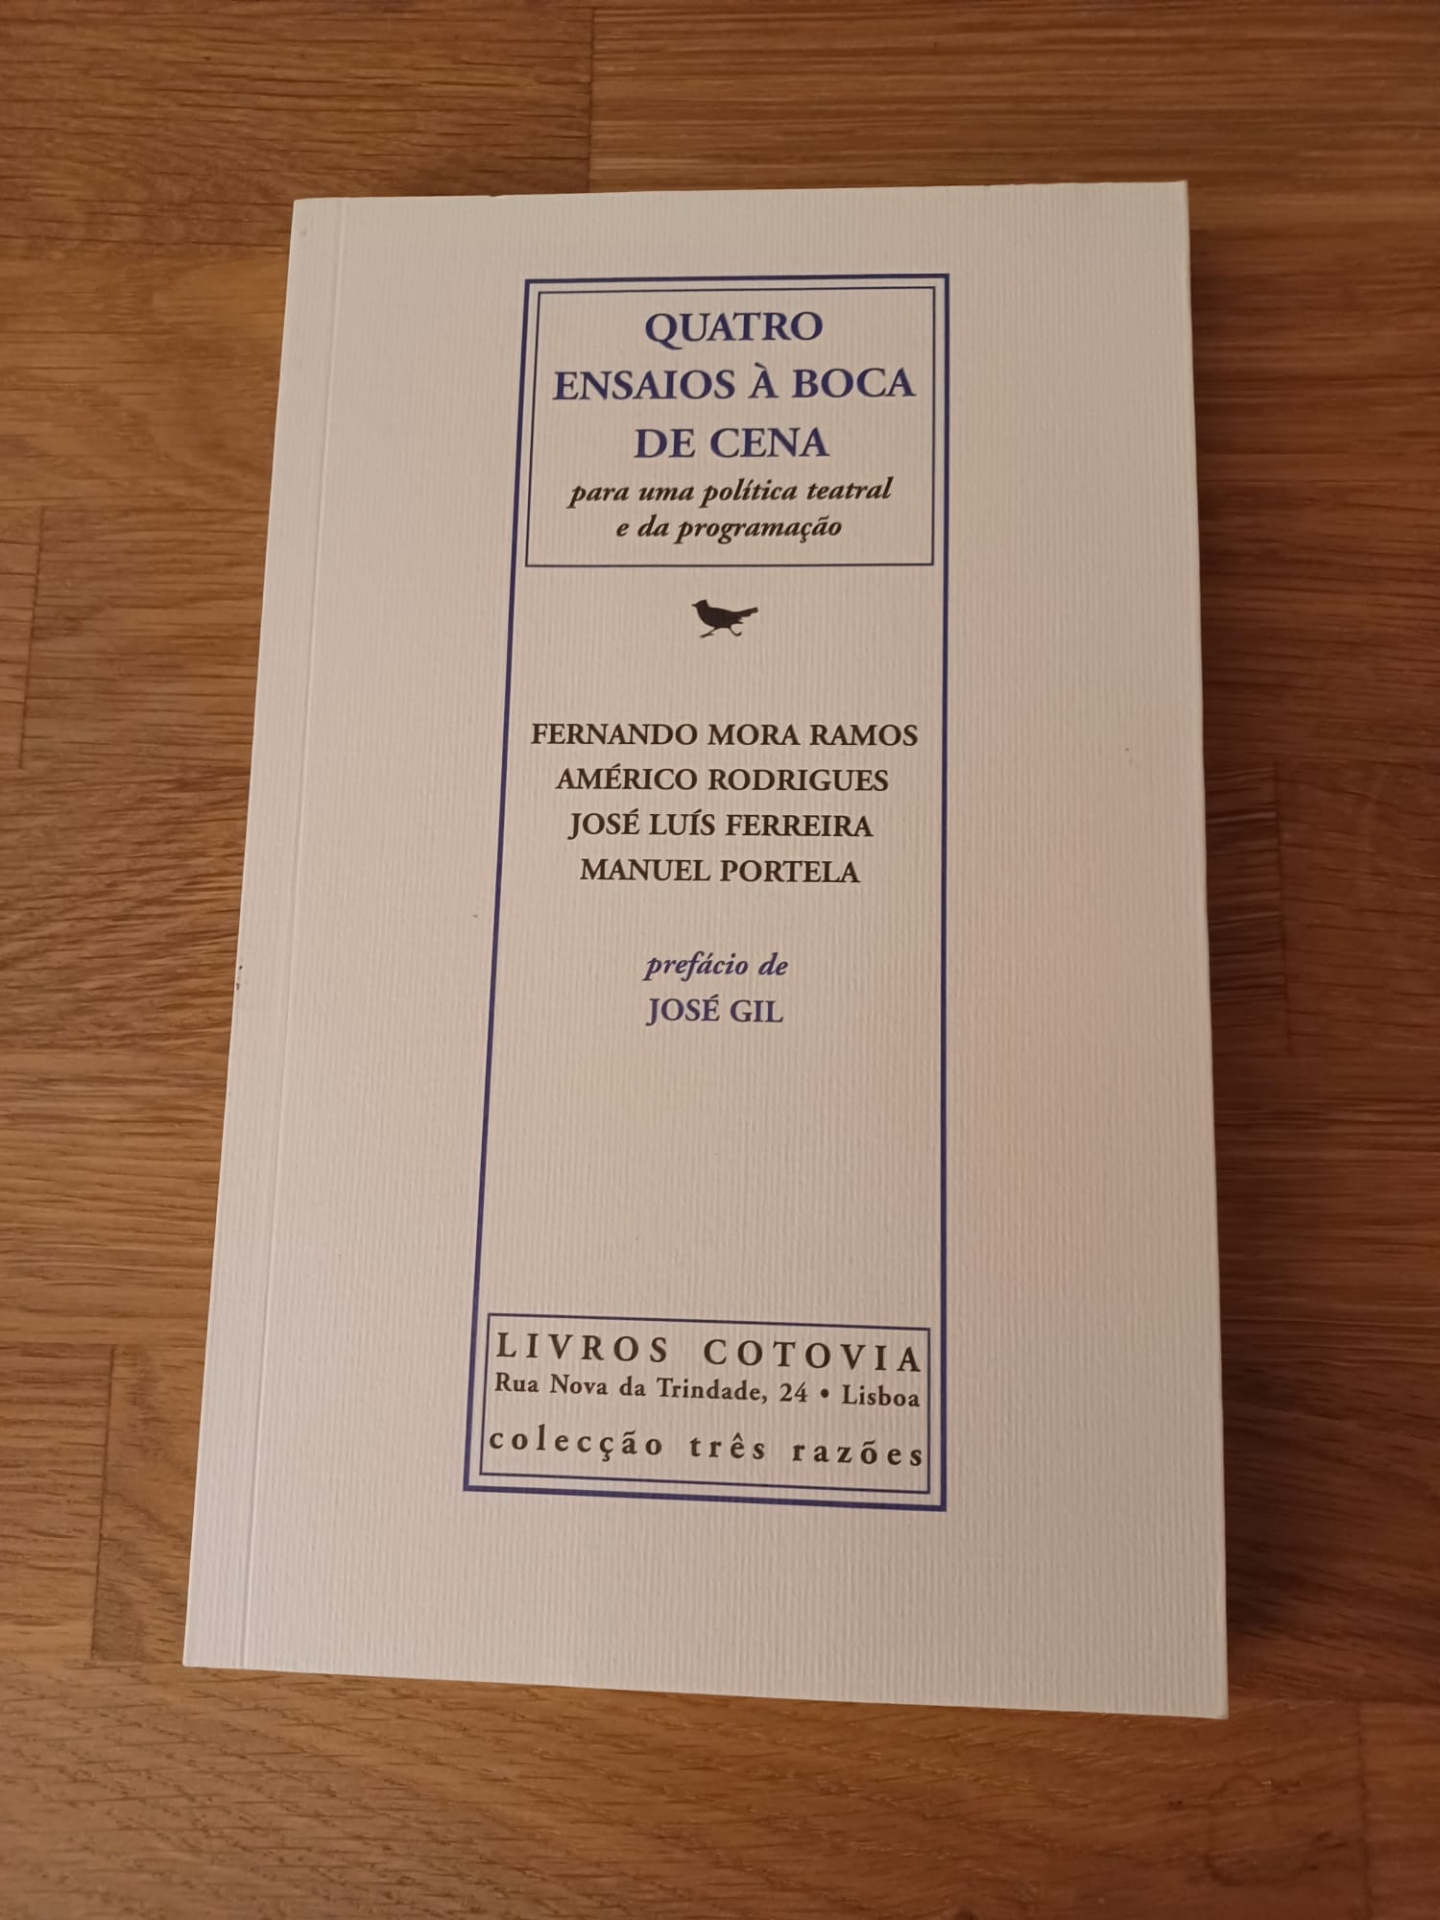 QUATRO
ENSAIOS À BOCA
DE CENA
para uma política teatral
e da programação
FERNANDO MORA RAMOS
AMÉRICO RODRIGUES
JOSÉ LUÍS FERREIRA
MANUEL PORTELA
prefácio de
JOSÉ GIL
LIVROS COTOVIA
Rua Nova da Trindade, 24 • Lisboa
colecção três razões